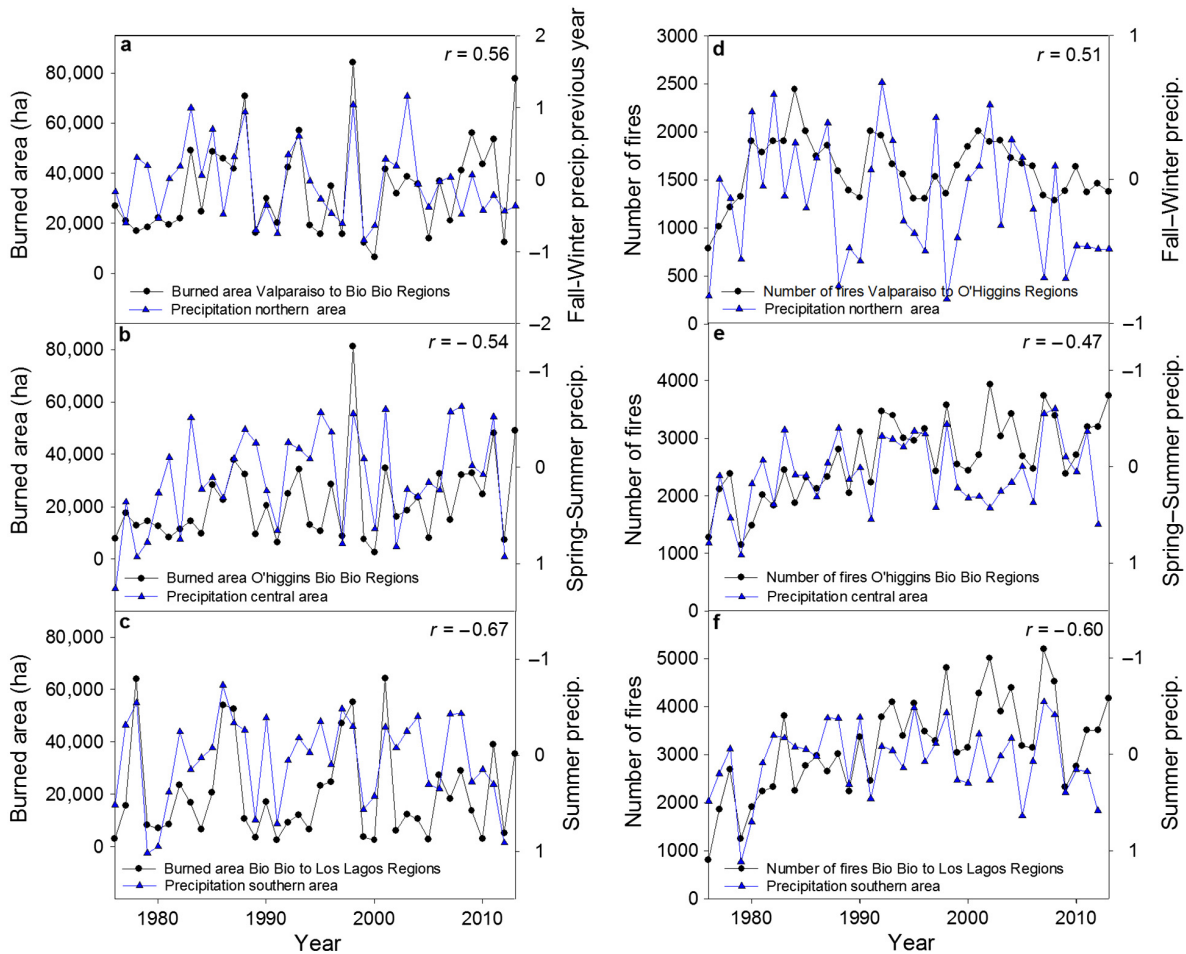 a
r = 0.56
Burned area (ha)
80,000
60,000
40,000
20,000
0
2
1
0
−1
−2
Fall-Winter precip.previous year
Burned area Valparaiso to Bio Bio Regions
Precipitation northern area
b
r = − 0.54
Burned area (ha)
80,000
60,000
40,000
20,000
0
−1
0
1
Spring-Summer precip.
Burned area O'higgins Bio Bio Regions
Precipitation central area
c
r = −0.67
Burned area (ha)
80,000
60,000
40,000
20,000
0
−1
0
1
Summer precip.
Burned area Bio Bio to Los Lagos Regions
Precipitation southern area
1980
1990
2000
2010
Year
d
r = 0.51
Number of fires
3000
2500
2000
1500
1000
500
0
1
0
−1
Fall−Winter precip.
Number of fires Valparaiso to O'Higgins Regions
Precipitation northern area
e
r = −0.47
Number of fires
4000
3000
2000
1000
0
−1
0
1
Spring−Summer precip.
Number of fires O'higgins Bio Bio Regions
Precipitation central area
f
r = −0.60
Number of fires
5000
4000
3000
2000
1000
0
−1
0
1
Summer precip.
Number of fires Bio Bio to Los Lagos Regions
Precipitation southern area
1980
1990
2000
2010
Year